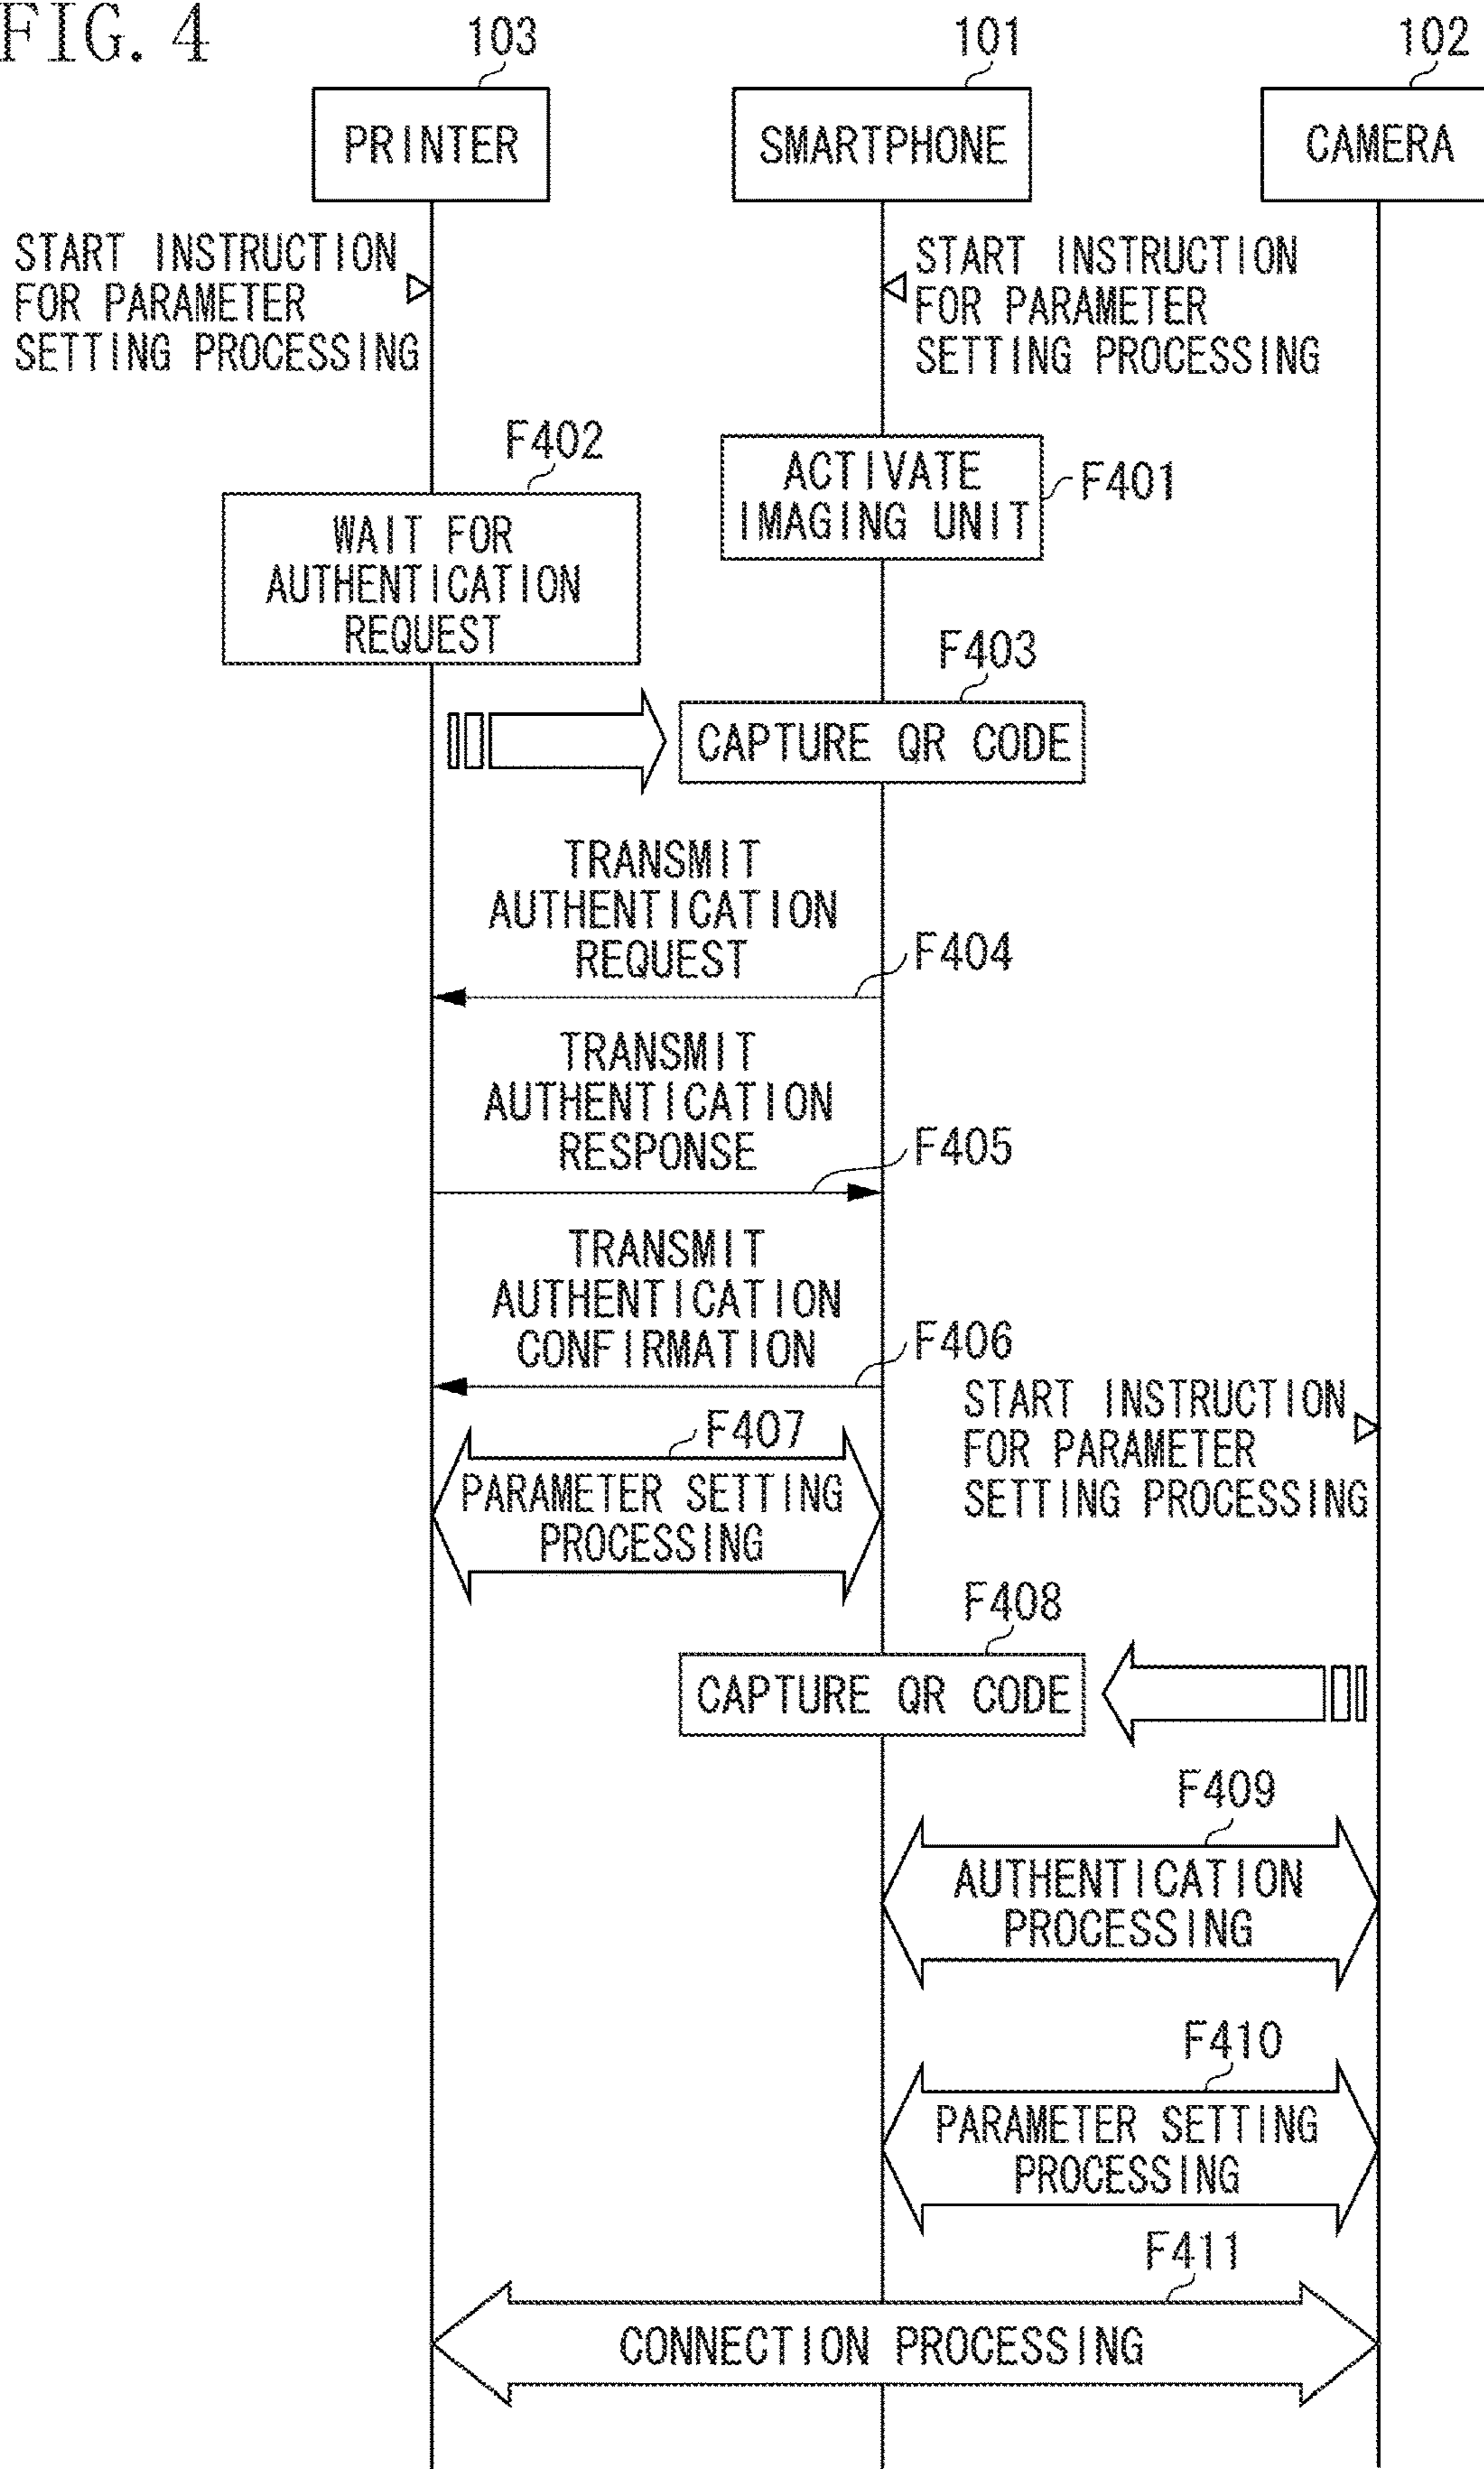 FIG. 4
103
101
102
PRINTER
SMARTPHONE
CAMERA
START INSTRUCTION
FOR PARAMETER
SETTING PROCESSING
START INSTRUCTION
FOR PARAMETER
SETTING PROCESSING
F402
WAIT FOR
AUTHENTICATION
REQUEST
ACTIVATE
IMAGING UNIT
F401
F403
CAPTURE QR CODE
TRANSMIT
AUTHENTICATION
REQUEST
F404
TRANSMIT
AUTHENTICATION
RESPONSE
F405
TRANSMIT
AUTHENTICATION
CONFIRMATION
F406
START INSTRUCTION
FOR PARAMETER
SETTING PROCESSING
F407
PARAMETER SETTING
PROCESSING
F408
CAPTURE QR CODE
F409
AUTHENTICATION
PROCESSING
F410
PARAMETER SETTING
PROCESSING
F411
CONNECTION PROCESSING